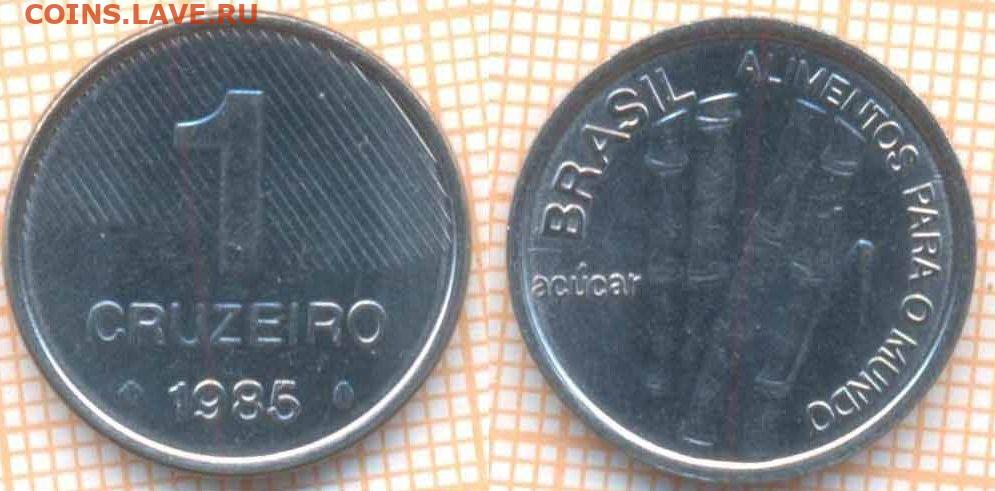 COINS.LAVE.RU
1
CRUZEIRO
1985
BRASIL
ALIMENTOS PARA O MUNDO
açúcar